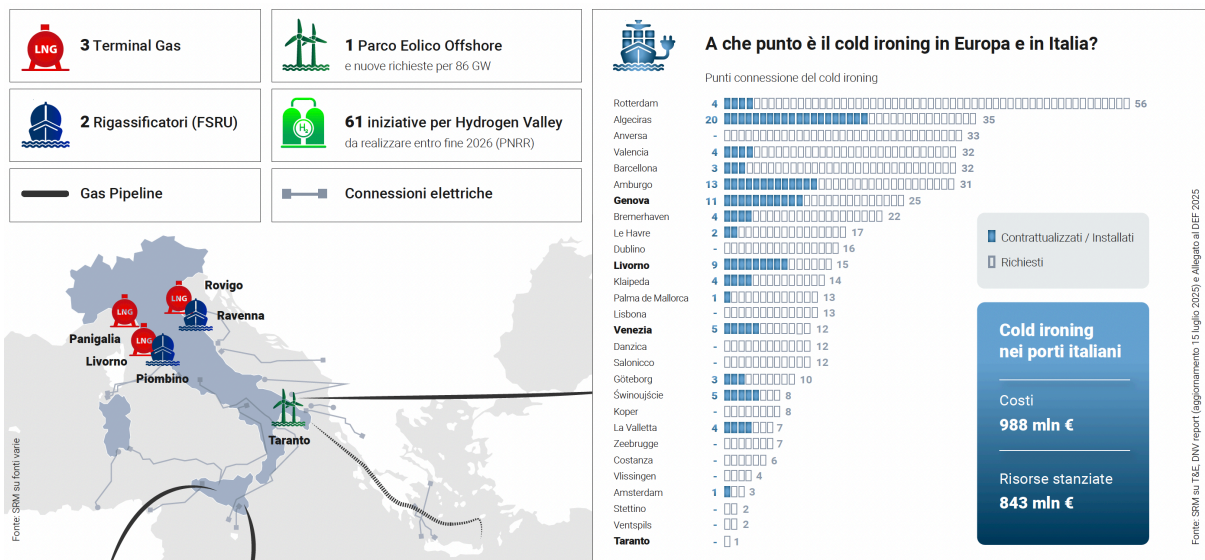 LNG
3 Terminal Gas
1 Parco Eolico Offshore
e nuove richieste per 86 GW
2 Rigassificatori (FSRU)
H2
61 iniziative per Hydrogen Valley
da realizzare entro fine 2026 (PNRR)
Gas Pipeline
Connessioni elettriche
LNG
Rovigo
Ravenna
LNG
Panigalia
LNG
Livorno
Piombino
Taranto
Fonte: SRM su fonti varie
A che punto è il cold ironing in Europa e in Italia?
Punti connessione del cold ironing
Rotterdam 4 56
Algeciras 20 35
Anversa - 33
Valencia 4 32
Barcellona 3 32
Amburgo 13 31
Genova 11 25
Bremerhaven 4 22
Le Havre 2 17
Dublino - 16
Livorno 9 15
Klaipeda 4 14
Palma de Mallorca 1 13
Lisbona - 13
Venezia 5 12
Danzica - 12
Salonicco - 12
Göteborg 3 10
Świnoujście 5 8
Koper - 8
La Valletta 4 7
Zeebrugge - 7
Costanza - 6
Vlissingen - 4
Amsterdam 1 3
Stettino - 2
Ventspils - 2
Taranto - 1
Contrattualizzati / Installati
Richiesti
Cold ironing
nei porti italiani
Costi
988 mln €
Risorse stanziate
843 mln €
Fonte: SRM su T&E, DNV report (aggiornamento 15 luglio 2025) e Allegato al DEF 2025